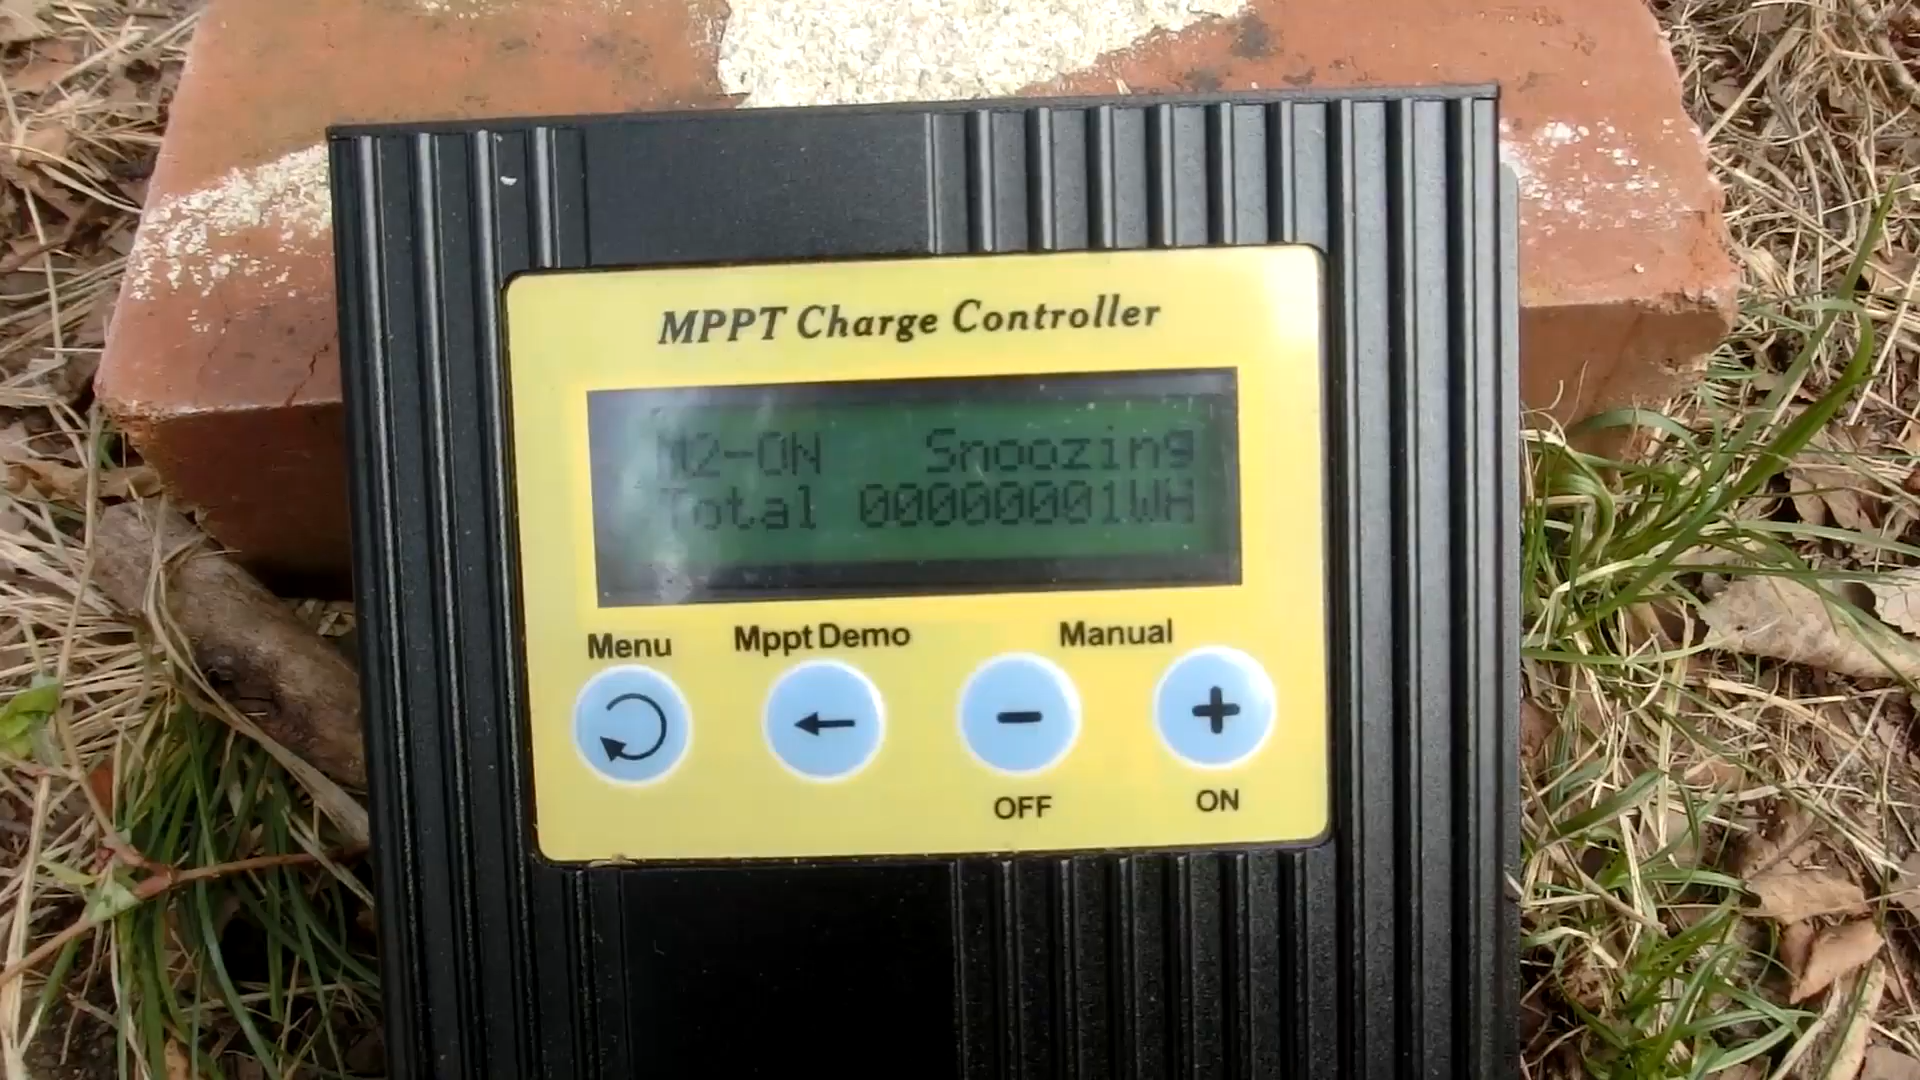 MPPT Charge Controller
M2-ON Snoozing
Total 00000001WH
Menu Mppt Demo Manual
OFF ON